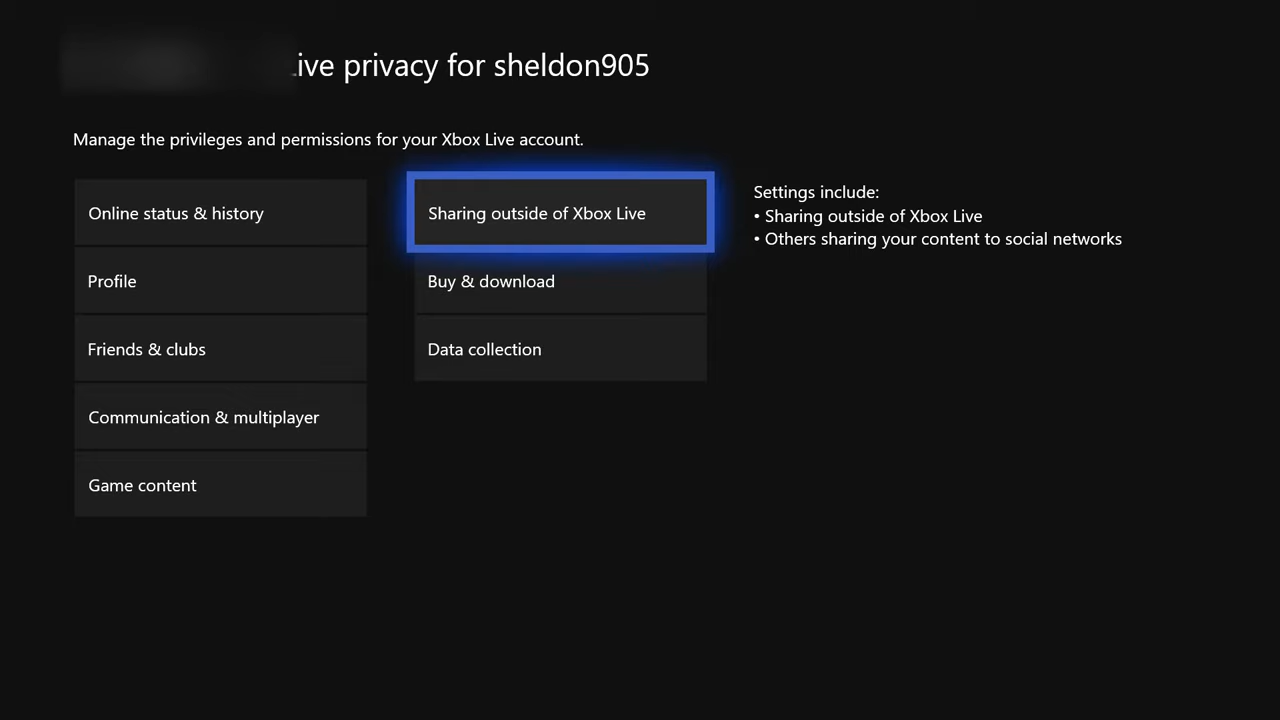 ive privacy for sheldon905
Manage the privileges and permissions for your Xbox Live account.
Online status & history
Profile
Friends & clubs
Communication & multiplayer
Game content
Sharing outside of Xbox Live
Buy & download
Data collection
Settings include:
• Sharing outside of Xbox Live
• Others sharing your content to social networks